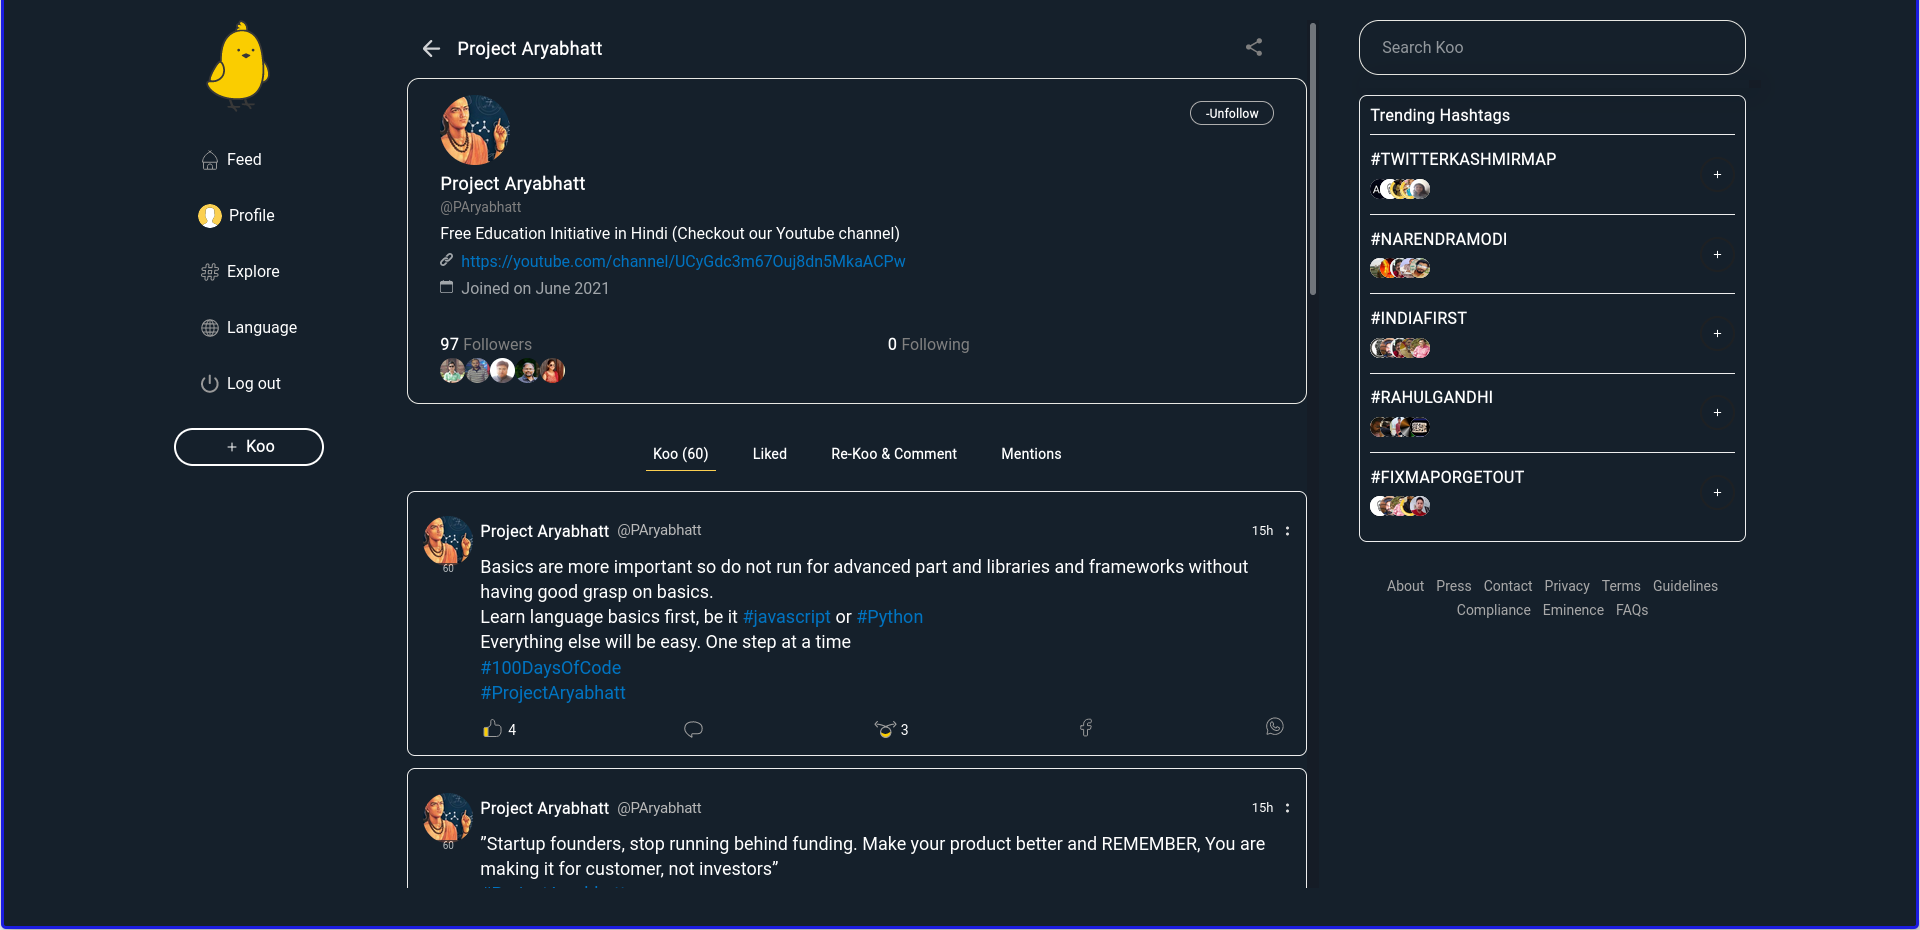 Feed
Profile
Explore
Language
Log out
+ Koo
Project Aryabhatt
-Unfollow
Project Aryabhatt
@PAryabhatt
Free Education Initiative in Hindi (Checkout our Youtube channel)
https://youtube.com/channel/UCyGdc3m67Ouj8dn5MkaACPw
Joined on June 2021
97 Followers
0 Following
Koo (60) Liked Re-Koo & Comment Mentions
Project Aryabhatt @PAryabhatt 15h
60
Basics are more important so do not run for advanced part and libraries and frameworks without
having good grasp on basics.
Learn language basics first, be it #javascript or #Python
Everything else will be easy. One step at a time
#100DaysOfCode
#ProjectAryabhatt
4 3
Project Aryabhatt @PAryabhatt 15h
60
”Startup founders, stop running behind funding. Make your product better and REMEMBER, You are
making it for customer, not investors”
Search Koo
Trending Hashtags
#TWITTERKASHMIRMAP
+
#NARENDRAMODI
+
#INDIAFIRST
+
#RAHULGANDHI
+
#FIXMAPORGETOUT
+
About Press Contact Privacy Terms Guidelines
Compliance Eminence FAQs